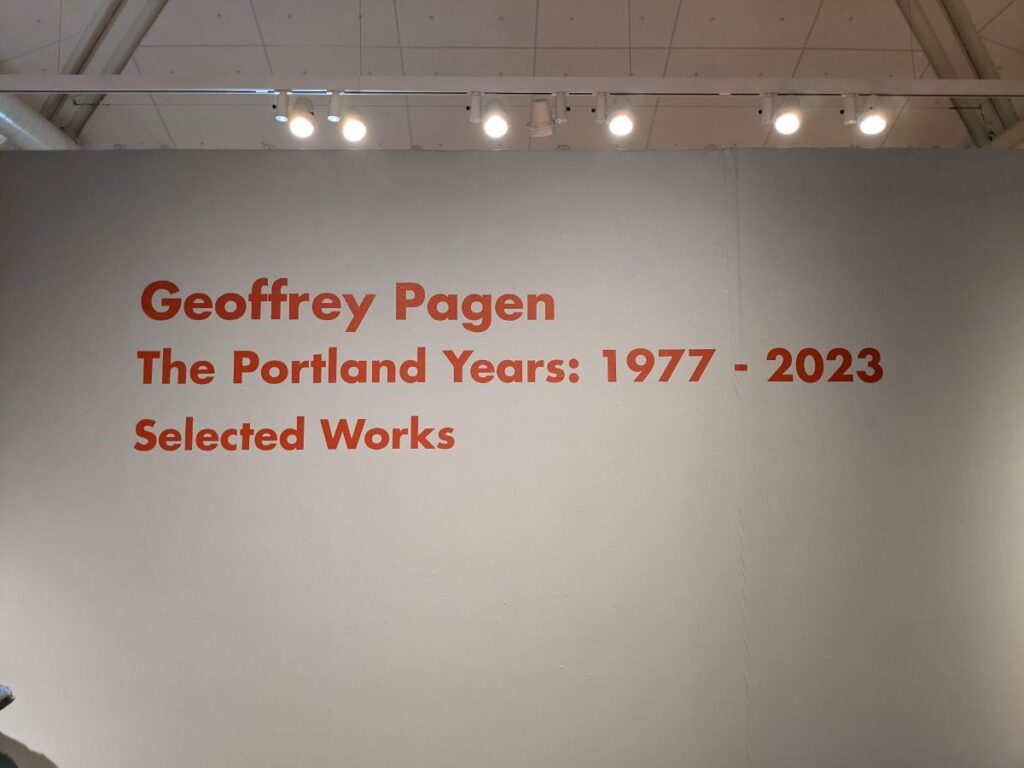 Geoffrey Pagen
The Portland Years: 1977 - 2023
Selected Works